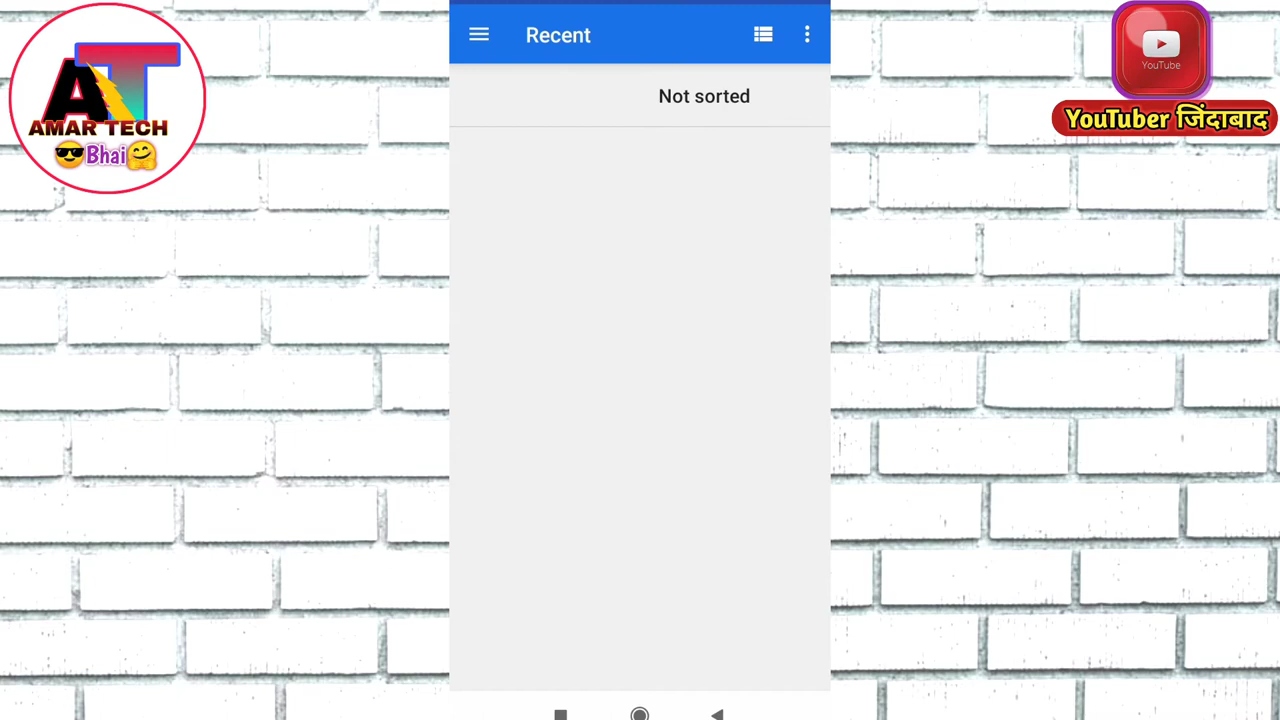 AT
AMAR TECH
😎Bhai🤗
Recent
Not sorted
YouTube
YouTuber जिंदाबाद